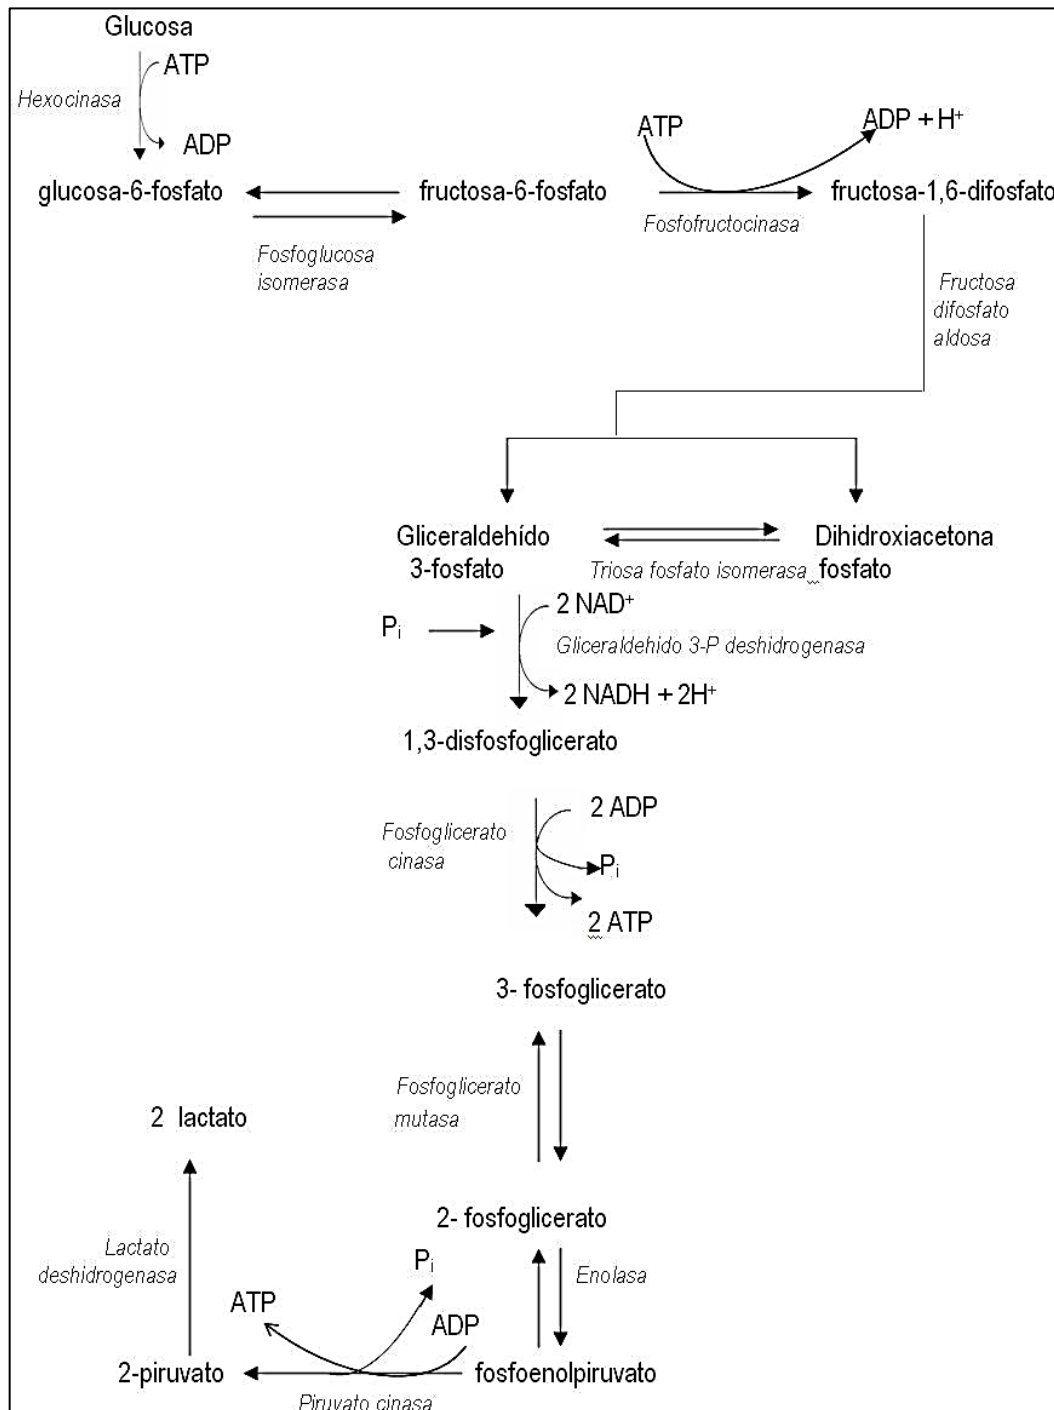 Glucosa
ATP
Hexocinasa
ADP
ATP
ADP + H⁺
glucosa-6-fosfato
fructosa-6-fosfato
fructosa-1,6-difosfato
Fosfofructocinasa
Fosfoglucosa
isomerasa
Fructosa
difosfato
aldosa
Gliceraldehído
3-fosfato
Dihidroxiacetona
fosfato
Triosa fosfato isomerasa
Pᵢ
2 NAD⁺
Gliceraldehido 3-P deshidrogenasa
2 NADH + 2H⁺
1,3-disfosfoglicerato
2 ADP
Fosfoglicerato
cinasa
Pᵢ
2 ATP
3- fosfoglicerato
Fosfoglicerato
mutasa
2 lactato
2- fosfoglicerato
Lactato
deshidrogenasa
Pᵢ
Enolasa
ATP
ADP
2-piruvato
fosfoenolpiruvato
Piruvato cinasa